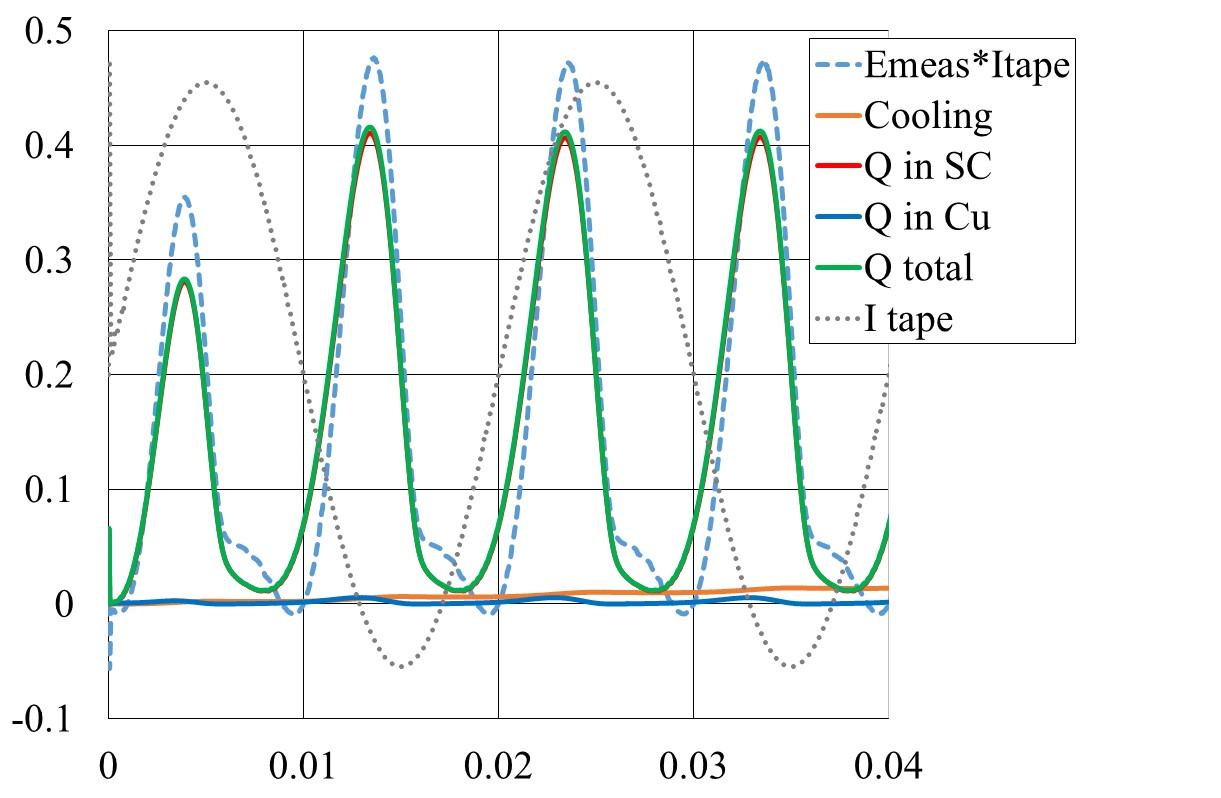 0.5
0.4
0.3
0.2
0.1
0
-0.1
0
0.01
0.02
0.03
0.04
Emeas*Itape
Cooling
Q in SC
Q in Cu
Q total
I tape